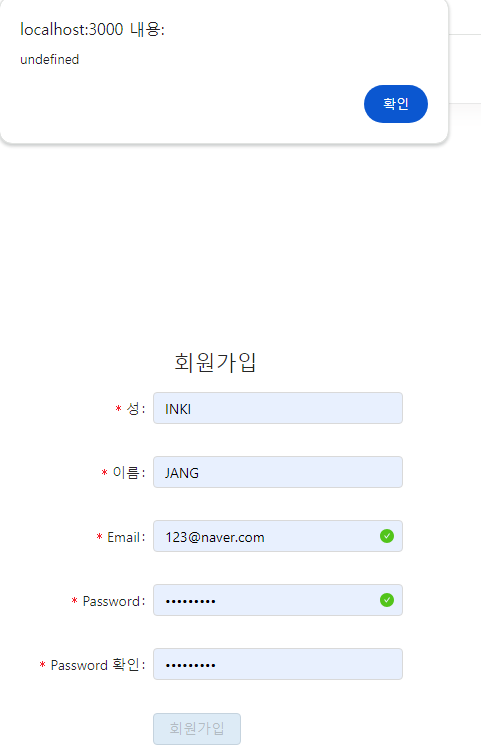 localhost:3000 내용:
undefined
확인
회원가입
* 성: INKI
* 이름: JANG
* Email: 123@naver.com
* Password: •••••••••
* Password 확인: •••••••••
회원가입